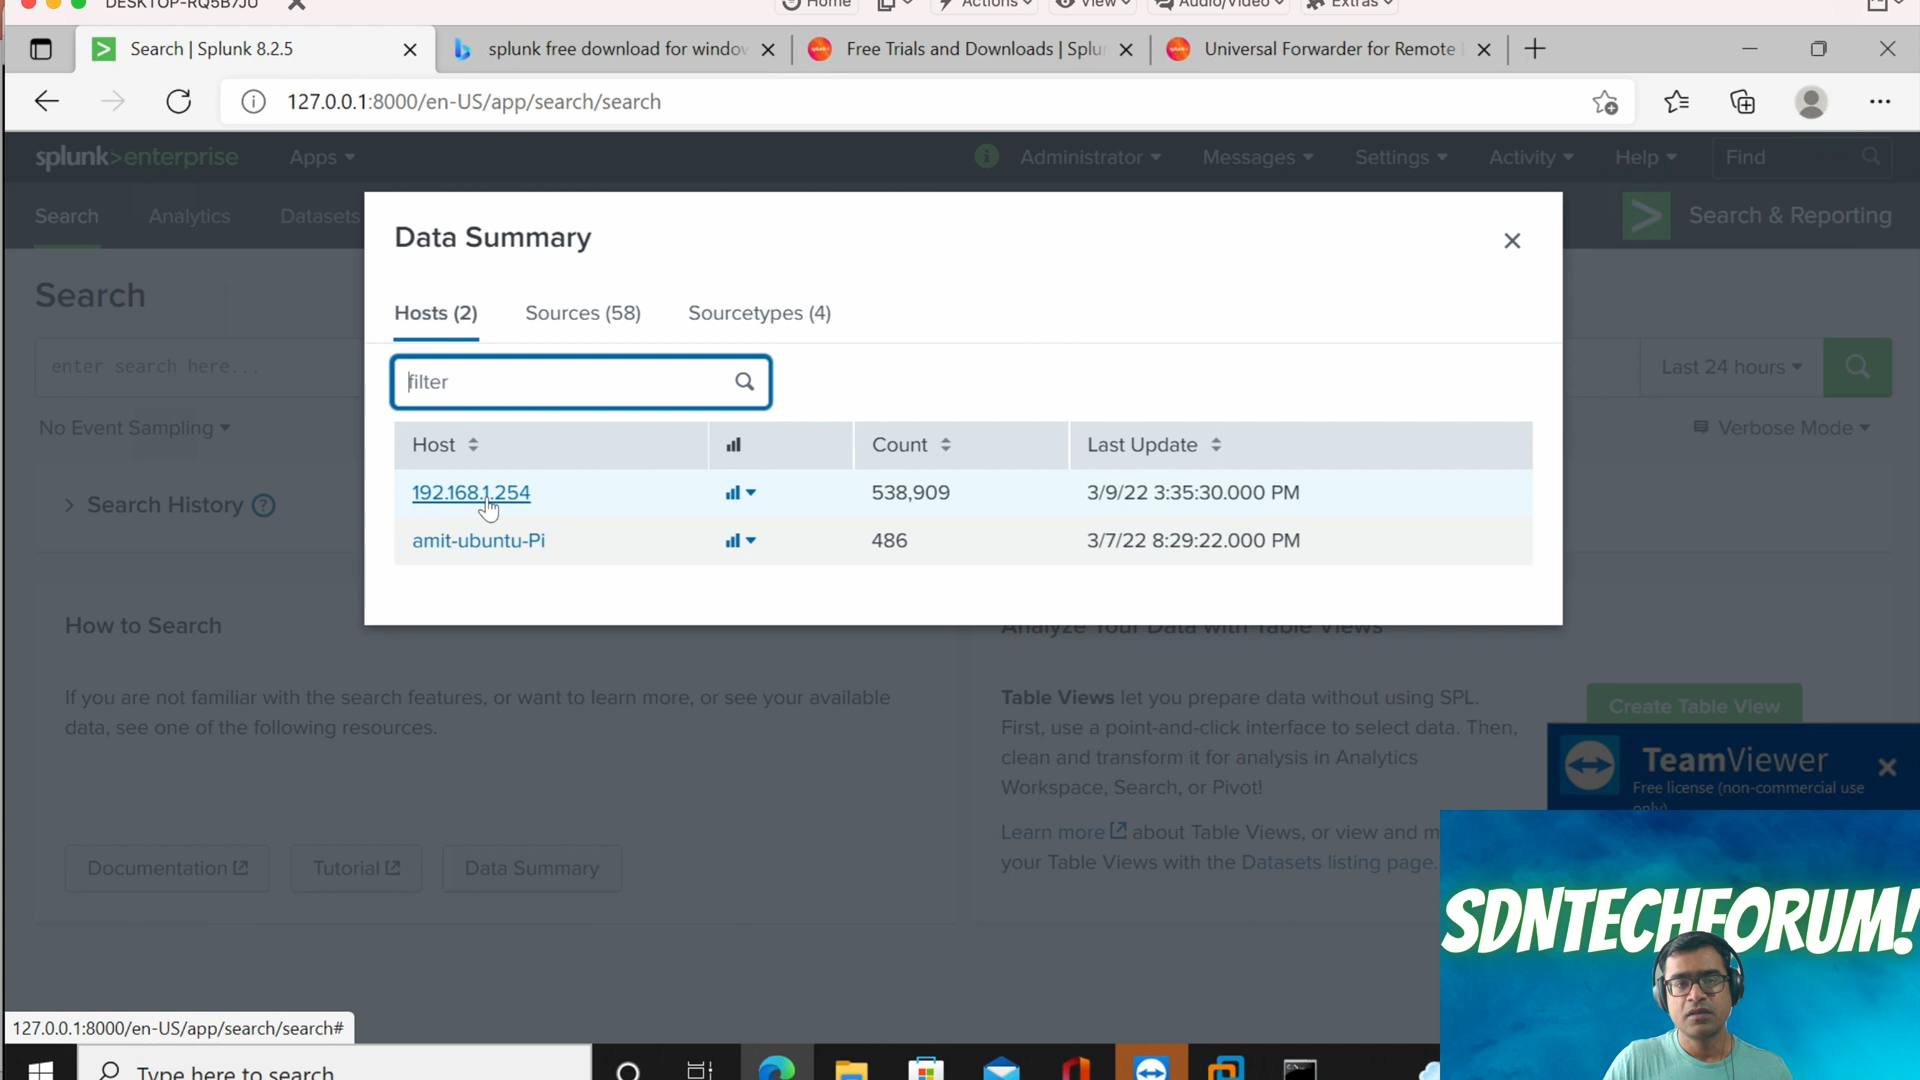 DESKTOP-RQ5B7JU
Home
Actions
View
Audio/Video
Extras
Search | Splunk 8.2.5
splunk free download for window
Free Trials and Downloads | Splu
Universal Forwarder for Remote
127.0.0.1:8000/en-US/app/search/search
splunk>enterprise
Apps
Administrator
Messages
Settings
Activity
Help
Find
Search
Analytics
Datasets
Search & Reporting
Data Summary
Hosts (2)
Sources (58)
Sourcetypes (4)
Search
enter search here...
filter
Last 24 hours
No Event Sampling
Verbose Mode
Host
Count
Last Update
192.168.1.254
538,909
3/9/22 3:35:30.000 PM
amit-ubuntu-Pi
486
3/7/22 8:29:22.000 PM
Search History
How to Search
Analyze Your Data with Table Views
If you are not familiar with the search features, or want to learn more, or see your available
data, see one of the following resources.
Table Views let you prepare data without using SPL.
First, use a point-and-click interface to select data. Then,
clean and transform it for analysis in Analytics
Workspace, Search, or Pivot!
Learn more about Table Views, or view and m
your Table Views with the Datasets listing page.
Create Table View
Documentation
Tutorial
Data Summary
TeamViewer
Free license (non-commercial use
only)
SDNTECHFORUM!
127.0.0.1:8000/en-US/app/search/search#
Type here to search